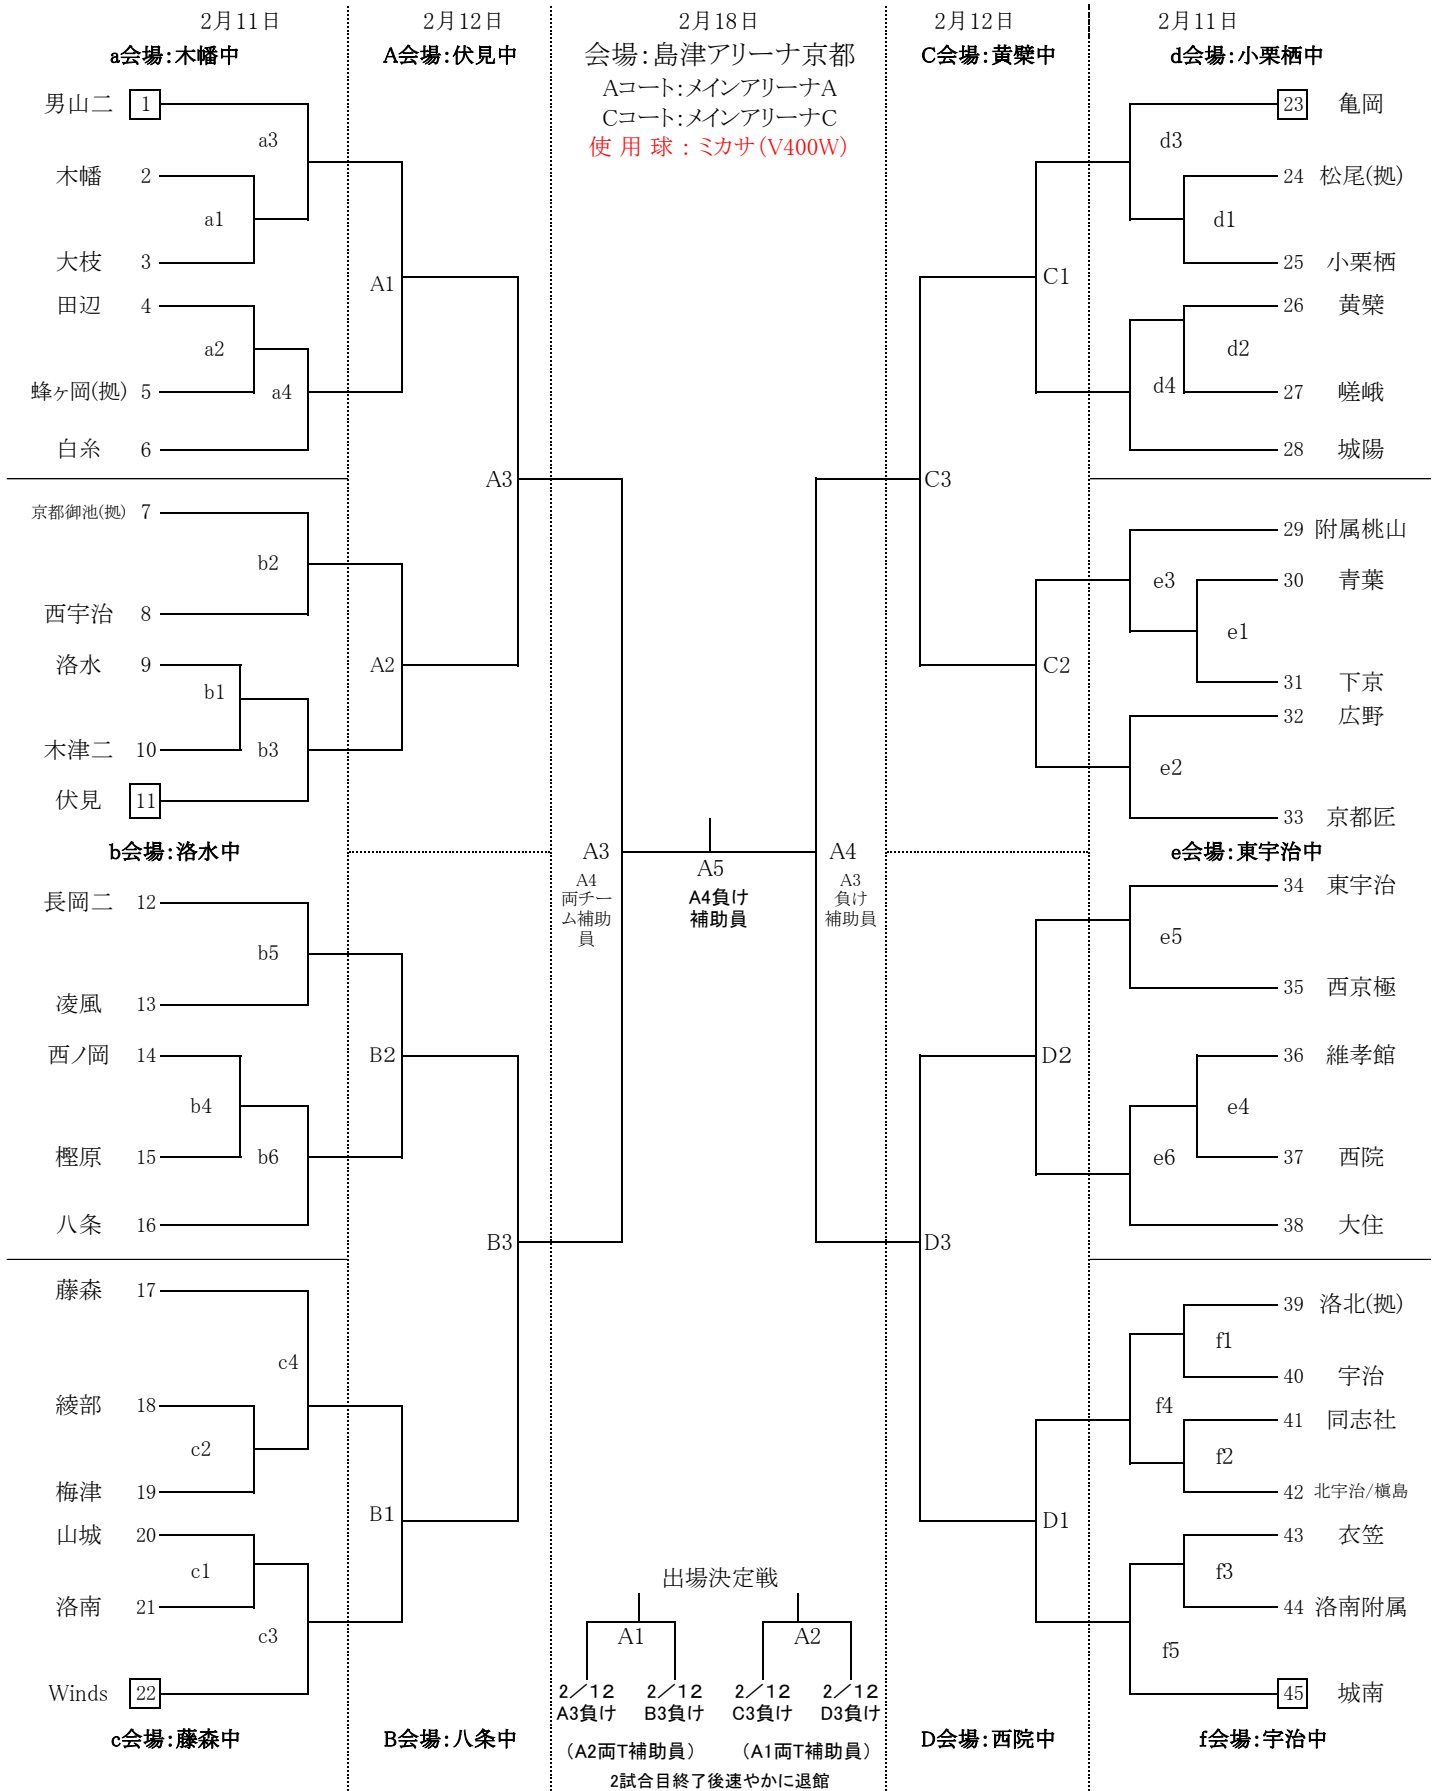 2月11日
a会場:木幡中
男山二 1
a3
木幡 2
a1
大枝 3
田辺 4
a2
蜂ヶ岡(拠) 5
a4
白糸 6
京都御池(拠) 7
b2
西宇治 8
洛水 9
b1
木津二 10
b3
伏見 11
b会場:洛水中
長岡二 12
b5
凌風 13
西ノ岡 14
b4
樫原 15
b6
八条 16
藤森 17
c4
綾部 18
c2
梅津 19
山城 20
c1
洛南 21
c3
Winds 22
c会場:藤森中
2月12日
A会場:伏見中
A1
A3
A2
B2
B3
B1
B会場:八条中
2月18日
会場:島津アリーナ京都
Aコート:メインアリーナA
Cコート:メインアリーナC
使 用 球 : ミカサ(V400W)
A3
A4
両チー
ム補助
員
A5
A4負け
補助員
A4
A3
負け
補助員
出場決定戦
A1
A2
2/12
A3負け
2/12
B3負け
2/12
C3負け
2/12
D3負け
(A2両T補助員)
(A1両T補助員)
2試合目終了後速やかに退館
2月12日
C会場:黄檗中
C1
C3
C2
D2
D3
D1
D会場:西院中
2月11日
d会場:小栗栖中
23 亀岡
d3
24 松尾(拠)
d1
25 小栗栖
26 黄檗
d2
d4
27 嵯峨
28 城陽
29 附属桃山
e3
30 青葉
e1
31 下京
32 広野
e2
33 京都匠
e会場:東宇治中
34 東宇治
e5
35 西京極
36 維孝館
e4
e6
37 西院
38 大住
39 洛北(拠)
f1
40 宇治
f4
41 同志社
f2
42 北宇治/槇島
43 衣笠
f3
44 洛南附属
f5
45 城南
f会場:宇治中